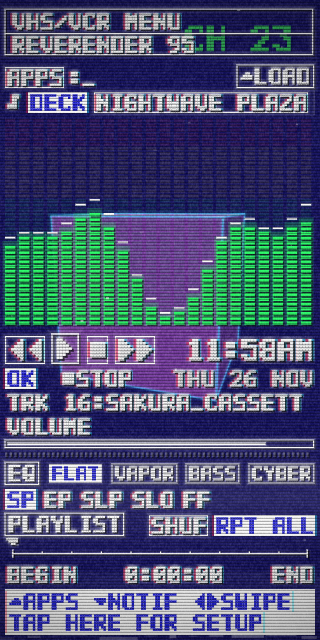 VHS/VCR MENU
REVERENDER 95 CH 23
APPS:_ LOAD
DECK NIGHTWAVE PLAZA
11:58AM
OK STOP THU 26 NOV
TRK 16:SAKURA CASSETT
VOLUME
EQ FLAT VAPOR BASS CYBER
SP EP SLP SLO FF
PLAYLIST SHUF RPT ALL
BEGIN 0:00:00 END
APPS NOTIF SWIPE
TAP HERE FOR SETUP